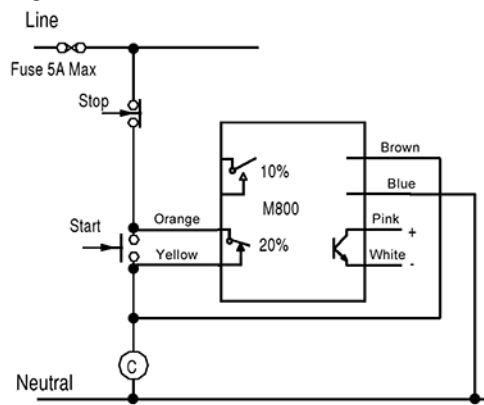 Line
Fuse 5A Max
Stop
Brown
10%
Blue
M800
Orange
Pink
+
Start
20%
Yellow
White
-
C
Neutral